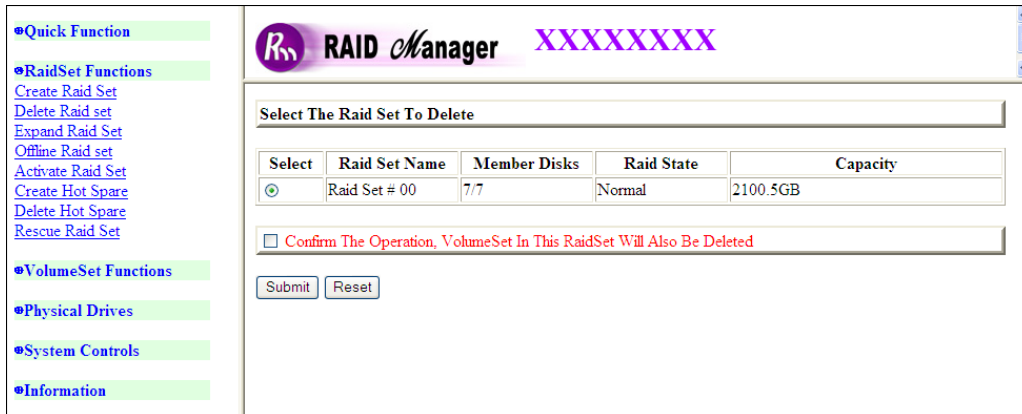 Quick Function
RaidSet Functions
Create Raid Set
Delete Raid set
Expand Raid Set
Offline Raid set
Activate Raid Set
Create Hot Spare
Delete Hot Spare
Rescue Raid Set
VolumeSet Functions
Physical Drives
System Controls
Information
Rm RAID Manager XXXXXXXX
Select The Raid Set To Delete
Select Raid Set Name Member Disks Raid State Capacity
Raid Set # 00 7/7 Normal 2100.5GB
Confirm The Operation, VolumeSet In This RaidSet Will Also Be Deleted
Submit Reset